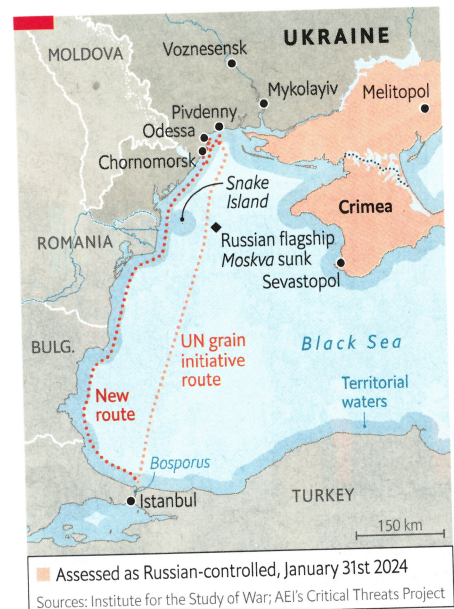 UKRAINE
MOLDOVA
Voznesensk
Mykolayiv
Melitopol
Pivdenny
Odessa
Chornomorsk
Snake
Island
Crimea
ROMANIA
Russian flagship
Moskva sunk
Sevastopol
BULG.
UN grain
initiative
route
Black Sea
New
route
Territorial
waters
Bosporus
Istanbul
TURKEY
150 km
Assessed as Russian-controlled, January 31st 2024
Sources: Institute for the Study of War; AEI's Critical Threats Project